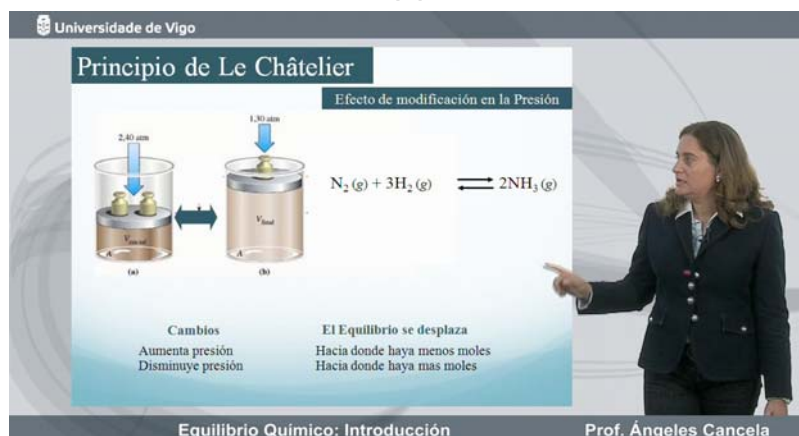 Universidade de Vigo
Principio de Le Châtelier
Efecto de modificación en la Presión
2,40 atm
1,30 atm
N₂ (g) + 3H₂ (g) ⇌ 2NH₃ (g)
V final
A
A
(a)
(b)
Cambios
El Equilibrio se desplaza
Aumenta presión
Hacia donde haya menos moles
Disminuye presión
Hacia donde haya mas moles
Equilibrio Químico: Introducción
Prof. Ángeles Cancela